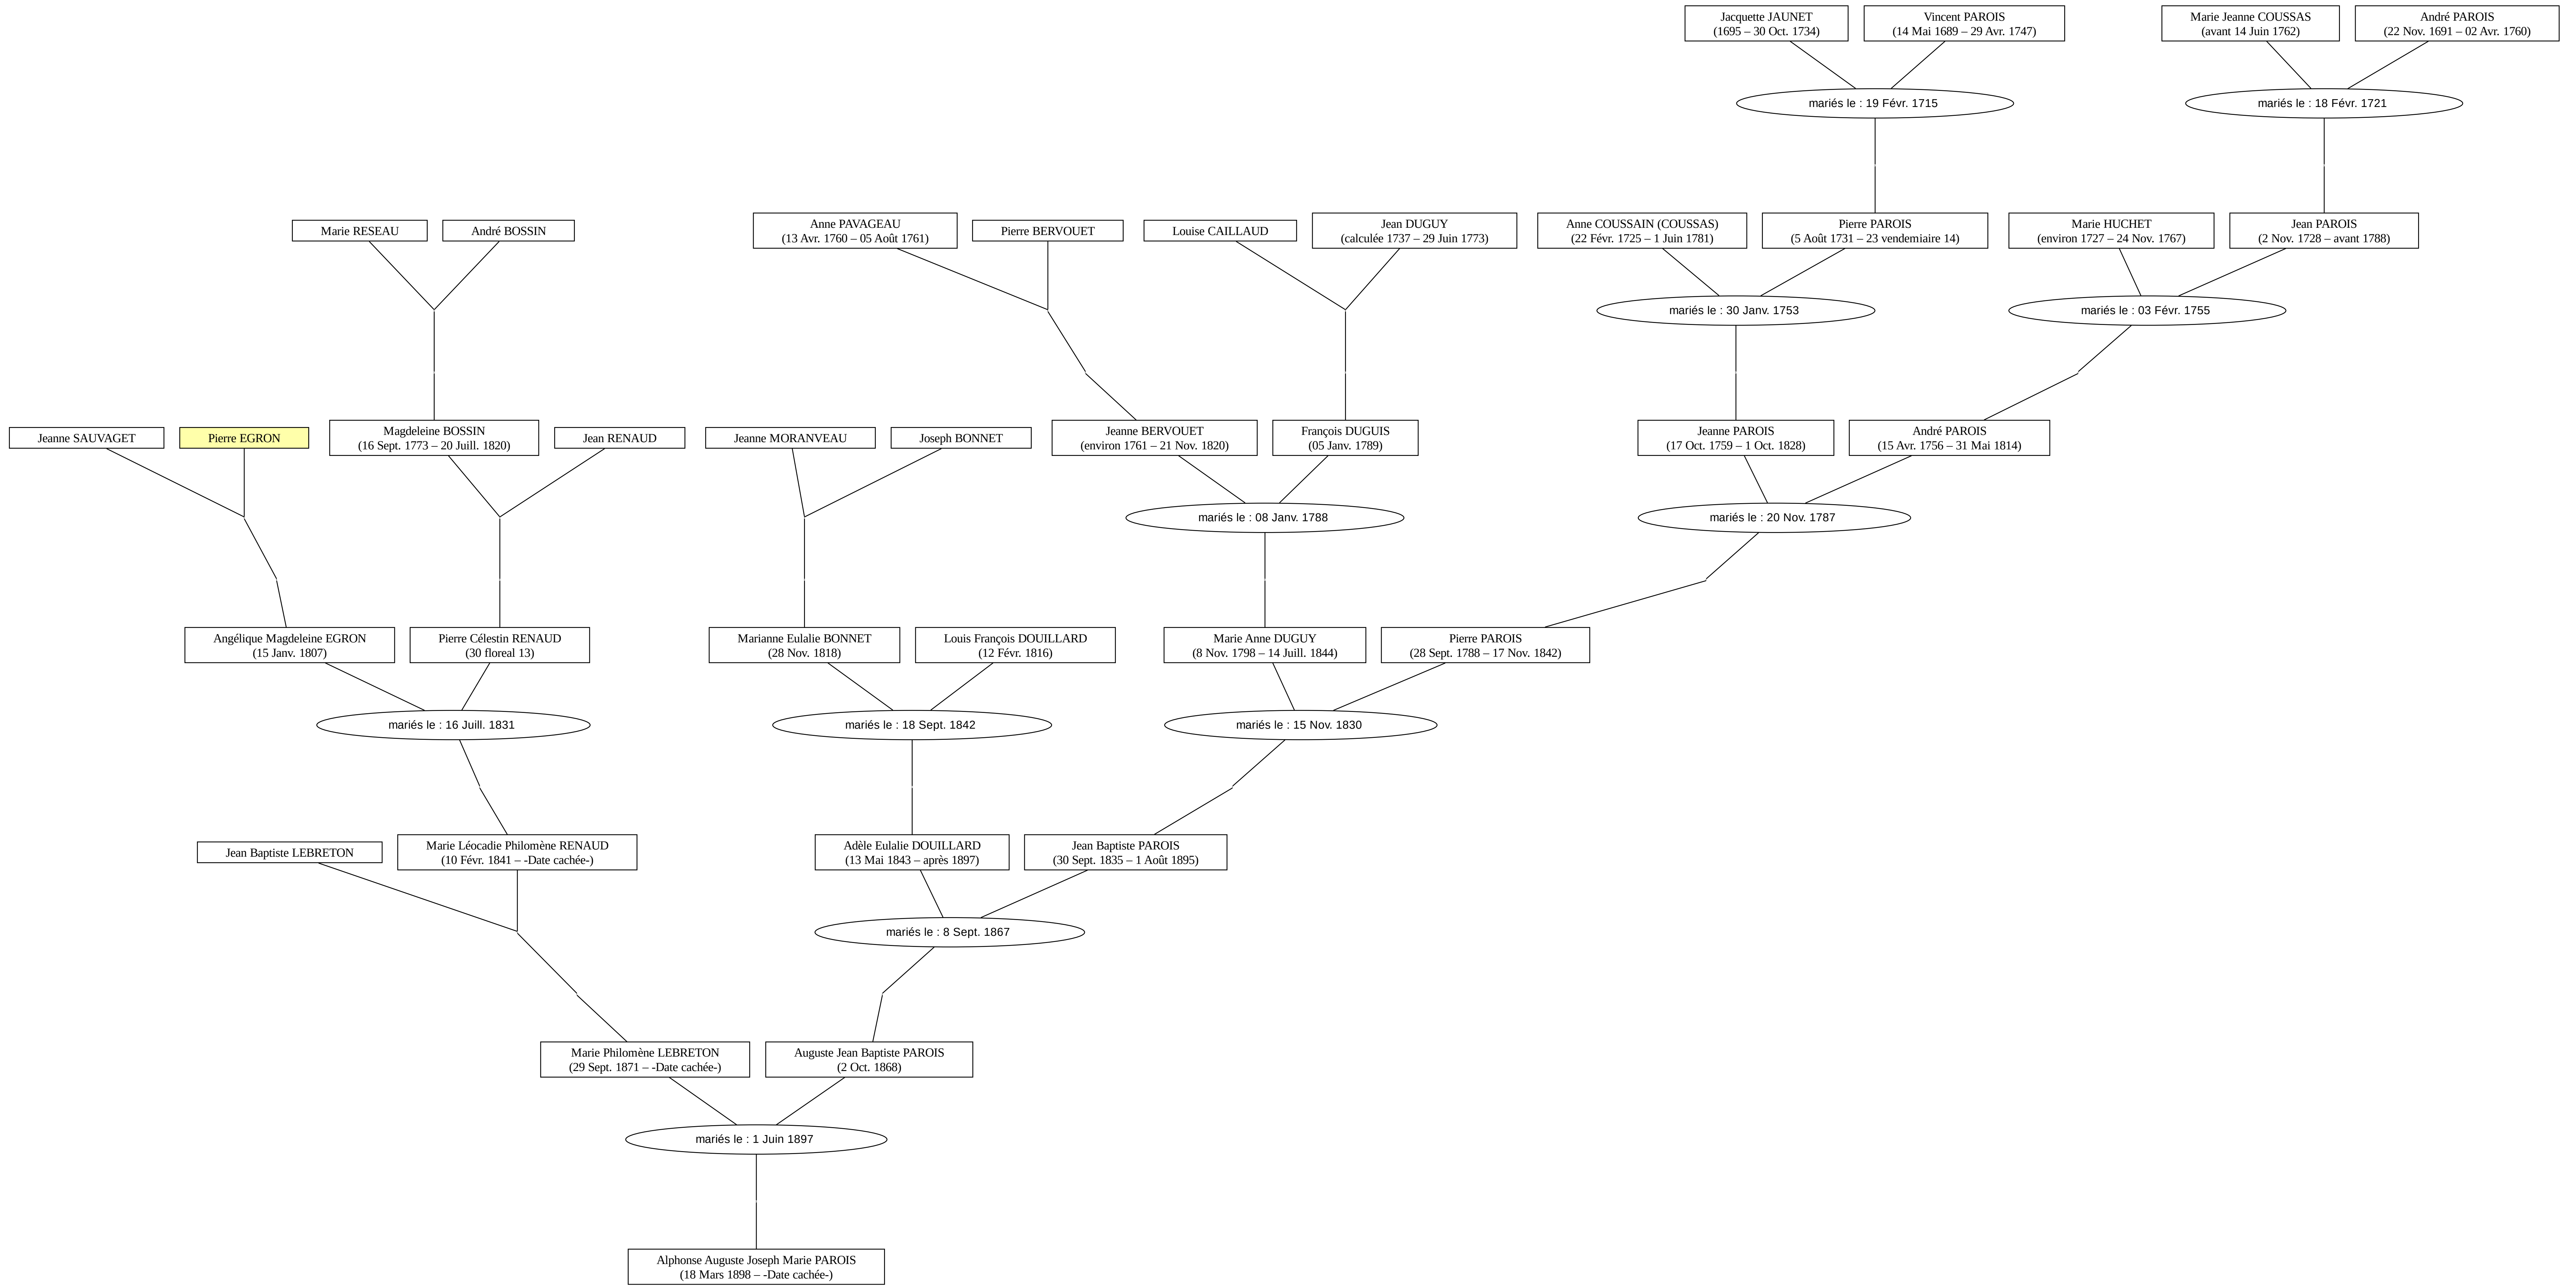 Jacquette JAUNET
(1695 – 30 Oct. 1734)
Vincent PAROIS
(14 Mai 1689 – 29 Avr. 1747)
Marie Jeanne COUSSAS
(avant 14 Juin 1762)
André PAROIS
(22 Nov. 1691 – 02 Avr. 1760)
mariés le : 19 Févr. 1715
mariés le : 18 Févr. 1721
Marie RESEAU
André BOSSIN
Anne PAVAGEAU
(13 Avr. 1760 – 05 Août 1761)
Pierre BERVOUET
Louise CAILLAUD
Jean DUGUY
(calculée 1737 – 29 Juin 1773)
Anne COUSSAIN (COUSSAS)
(22 Févr. 1725 – 1 Juin 1781)
Pierre PAROIS
(5 Août 1731 – 23 vendemiaire 14)
Marie HUCHET
(environ 1727 – 24 Nov. 1767)
Jean PAROIS
(2 Nov. 1728 – avant 1788)
mariés le : 30 Janv. 1753
mariés le : 03 Févr. 1755
Jeanne SAUVAGET
Pierre EGRON
Magdeleine BOSSIN
(16 Sept. 1773 – 20 Juill. 1820)
Jean RENAUD
Jeanne MORANVEAU
Joseph BONNET
Jeanne BERVOUET
(environ 1761 – 21 Nov. 1820)
François DUGUIS
(05 Janv. 1789)
Jeanne PAROIS
(17 Oct. 1759 – 1 Oct. 1828)
André PAROIS
(15 Avr. 1756 – 31 Mai 1814)
mariés le : 08 Janv. 1788
mariés le : 20 Nov. 1787
Angélique Magdeleine EGRON
(15 Janv. 1807)
Pierre Célestin RENAUD
(30 floreal 13)
Marianne Eulalie BONNET
(28 Nov. 1818)
Louis François DOUILLARD
(12 Févr. 1816)
Marie Anne DUGUY
(8 Nov. 1798 – 14 Juill. 1844)
Pierre PAROIS
(28 Sept. 1788 – 17 Nov. 1842)
mariés le : 16 Juill. 1831
mariés le : 18 Sept. 1842
mariés le : 15 Nov. 1830
Jean Baptiste LEBRETON
Marie Léocadie Philomène RENAUD
(10 Févr. 1841 – -Date cachée-)
Adèle Eulalie DOUILLARD
(13 Mai 1843 – après 1897)
Jean Baptiste PAROIS
(30 Sept. 1835 – 1 Août 1895)
mariés le : 8 Sept. 1867
Marie Philomène LEBRETON
(29 Sept. 1871 – -Date cachée-)
Auguste Jean Baptiste PAROIS
(2 Oct. 1868)
mariés le : 1 Juin 1897
Alphonse Auguste Joseph Marie PAROIS
(18 Mars 1898 – -Date cachée-)